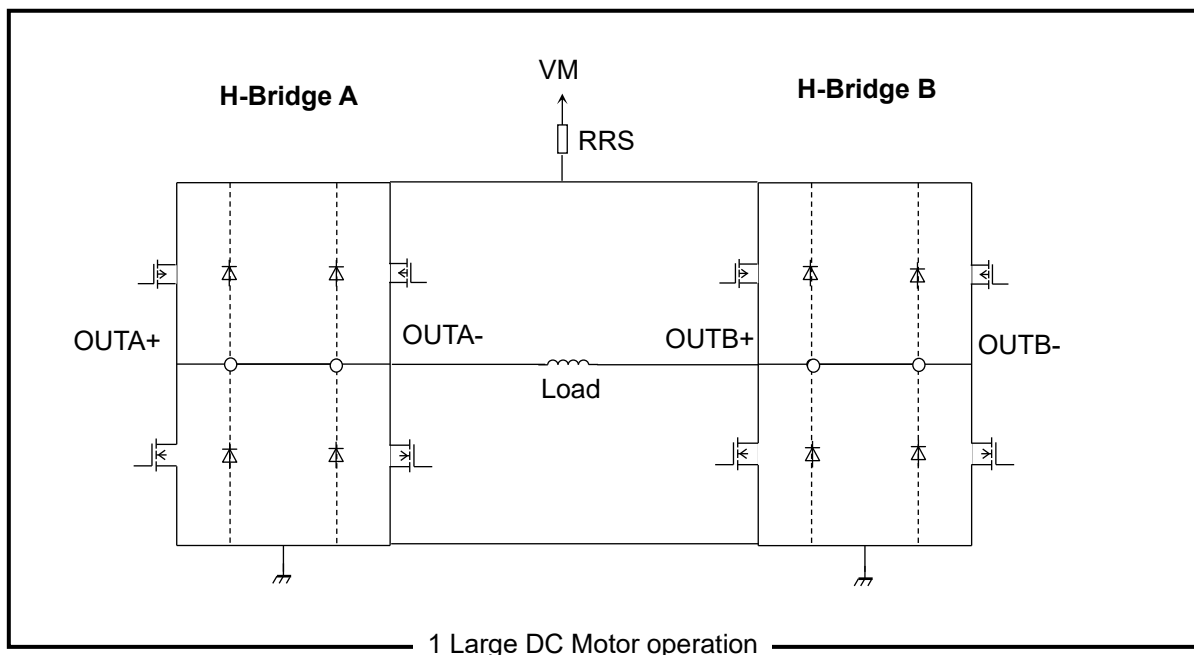 VM
H-Bridge A
H-Bridge B
RRS
OUTA+
OUTA-
OUTB+
OUTB-
Load
1 Large DC Motor operation